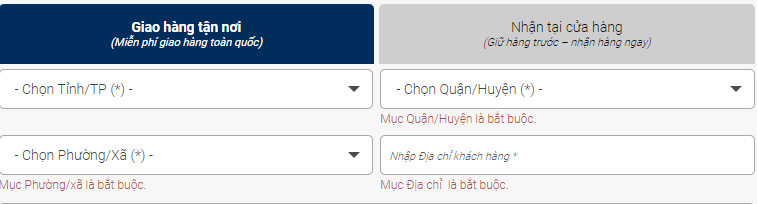 Giao hàng tận nơi
(Miễn phí giao hàng toàn quốc)
Nhận tại cửa hàng
(Giữ hàng trước – nhận hàng ngay)
- Chọn Tỉnh/TP (*) -
- Chọn Quận/Huyện (*) -
Mục Quận/Huyện là bắt buộc.
- Chọn Phường/Xã (*) -
Nhập Địa chỉ khách hàng *
Mục Phường/xã là bắt buộc.
Mục Địa chỉ là bắt buộc.